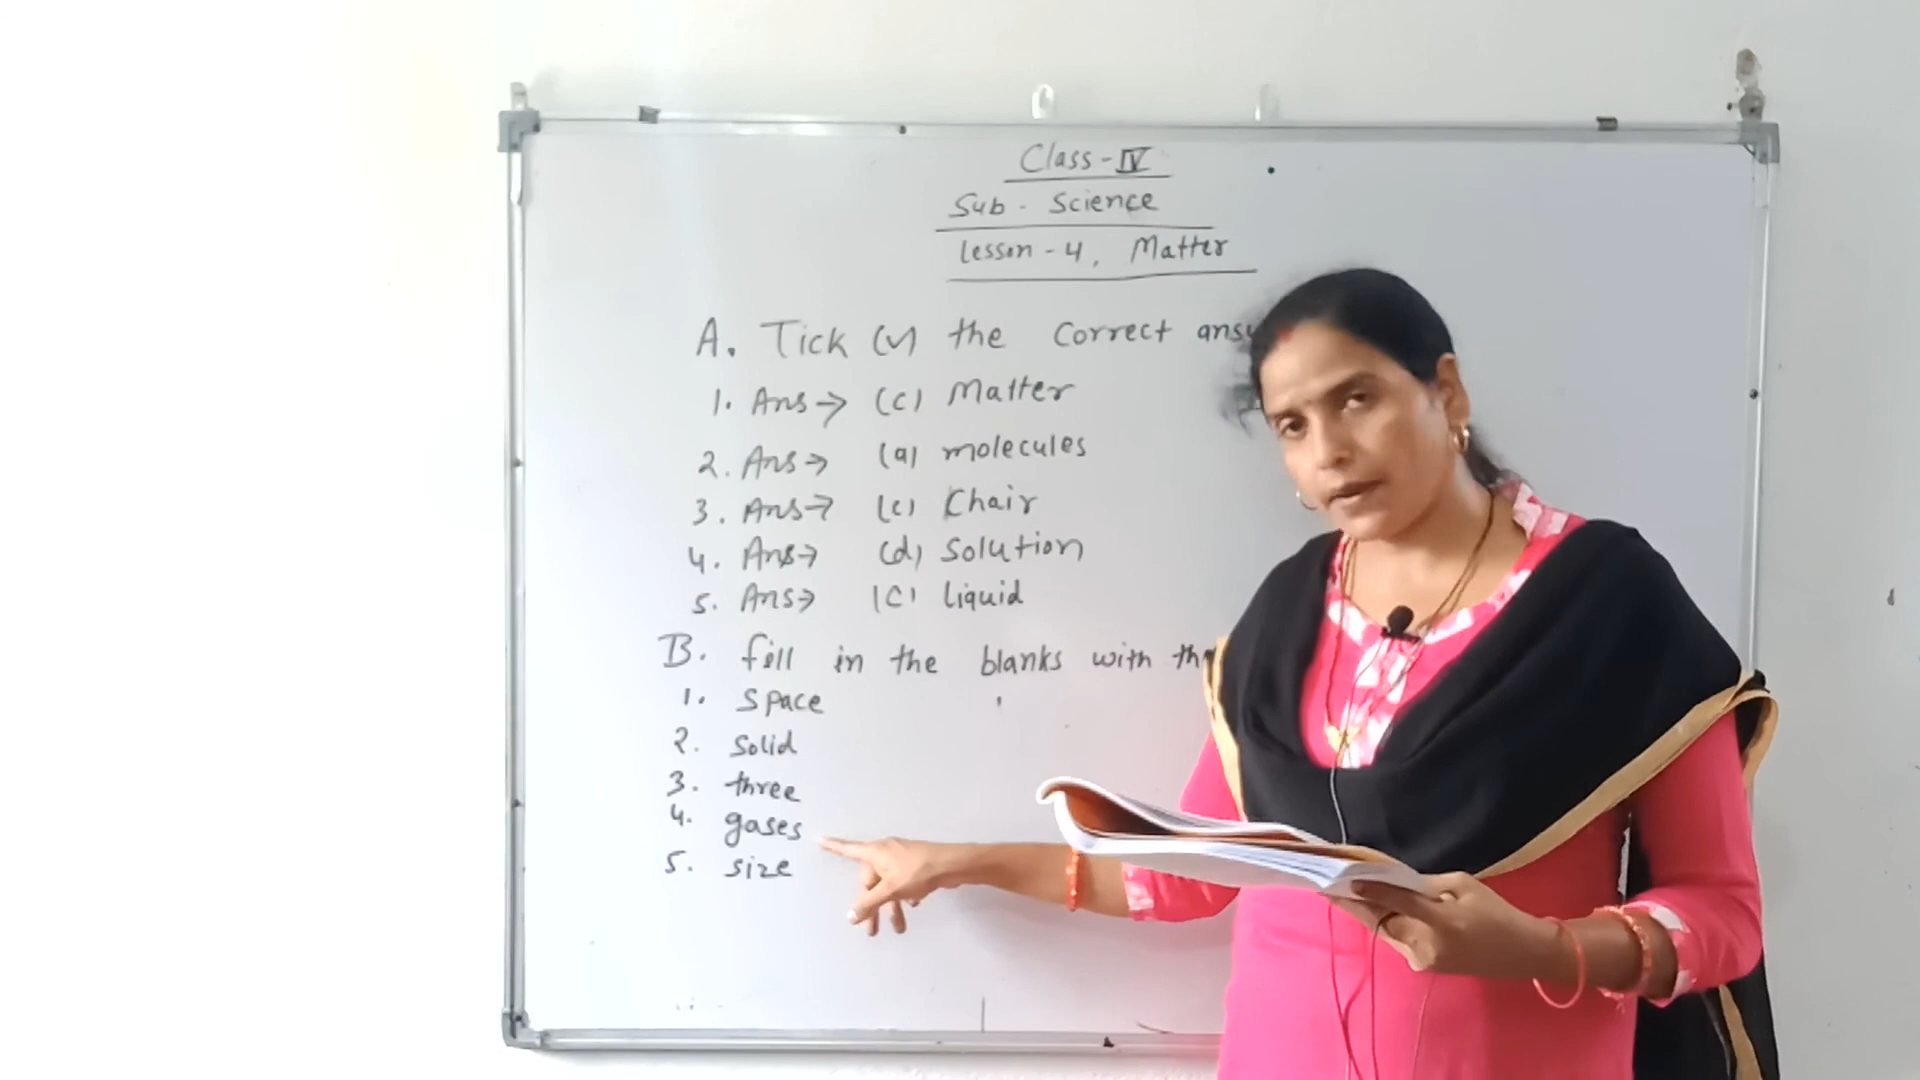 Class - IV
Sub - Science
Lesson - 4, Matter
A. Tick (✓) the correct
1. Ans → (c) Matter
2. Ans → (a) molecules
3. Ans → (c) Chair
4. Ans → (d) Solution
5. Ans → (c) liquid
B. fill in the blanks with
1. Space
2. Solid
3. three
4. gases
5. size